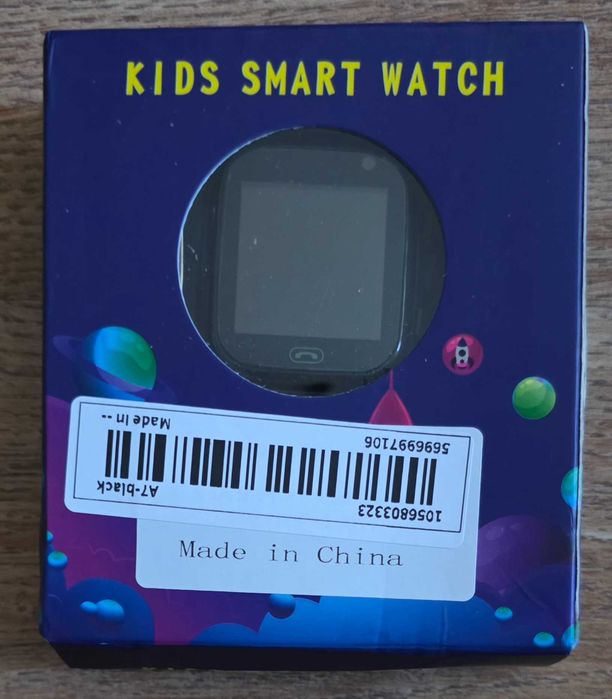 KIDS SMART WATCH
1056803323
A7-black
5696997106
Made In --
Made in China